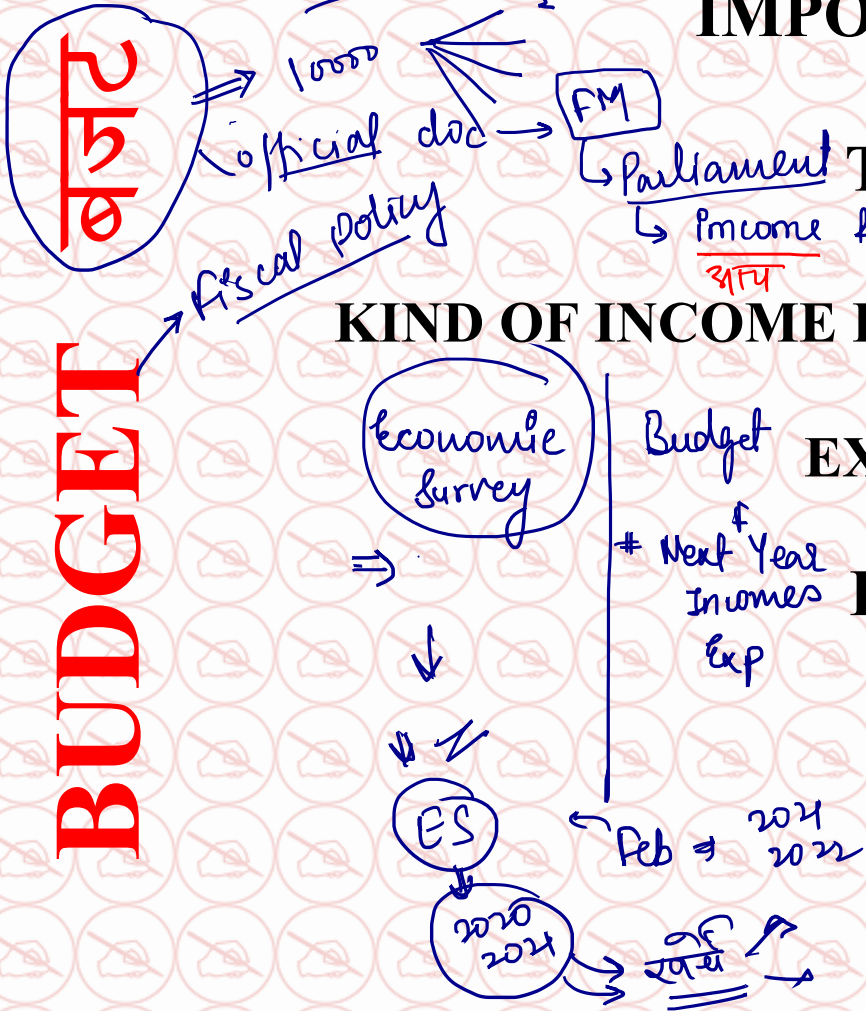 IMPO
10000
बजट
official doc → FM
Parliament
T
Income
आय
Fiscal Policy
KIND OF INCOME
BUDGET
Economic
Survey
Budget
EX
# Next Year
Incomes
Exp
ES
Feb ⇒ 2021
2022
2020
2021